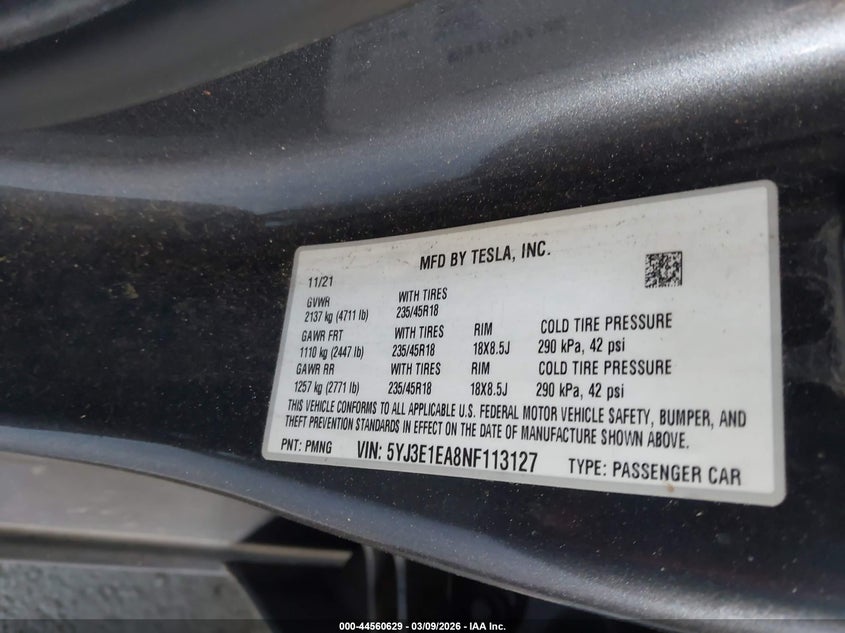 MFD BY TESLA, INC.
11/21
GVWR WITH TIRES
2137 kg (4711 lb) 235/45R18
GAWR FRT WITH TIRES RIM COLD TIRE PRESSURE
1110 kg (2447 lb) 235/45R18 18X8.5J 290 kPa, 42 psi
GAWR RR WITH TIRES RIM COLD TIRE PRESSURE
1257 kg (2771 lb) 235/45R18 18X8.5J 290 kPa, 42 psi
THIS VEHICLE CONFORMS TO ALL APPLICABLE U.S. FEDERAL MOTOR VEHICLE SAFETY, BUMPER, AND
THEFT PREVENTION STANDARDS IN EFFECT ON THE DATE OF MANUFACTURE SHOWN ABOVE.
PNT: PMNG VIN: 5YJ3E1EA8NF113127 TYPE: PASSENGER CAR
000-44560629 - 03/09/2026 - IAA Inc.